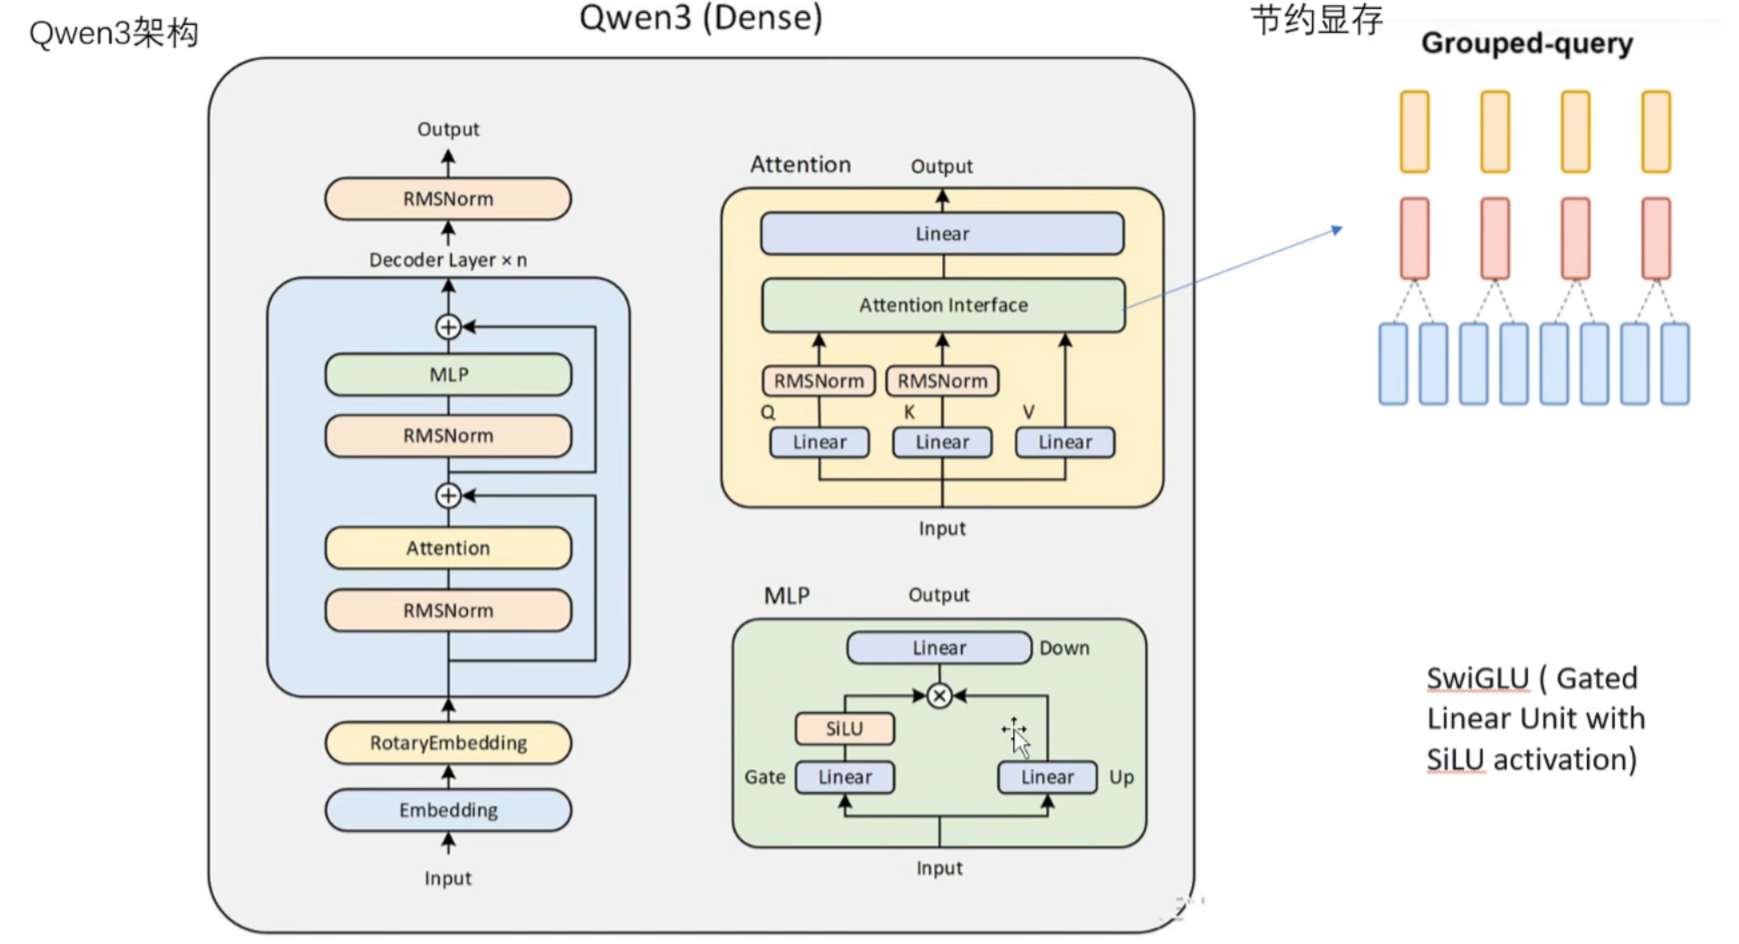 Qwen3架构
Qwen3 (Dense)
节约显存
Grouped-query
Output
RMSNorm
Decoder Layer × n
MLP
RMSNorm
Attention
RMSNorm
RotaryEmbedding
Embedding
Input
Attention
Output
Linear
Attention Interface
RMSNorm
RMSNorm
Q
K
V
Linear
Linear
Linear
Input
MLP
Output
Linear
Down
SiLU
Gate
Linear
Linear
Up
Input
SwiGLU ( Gated
Linear Unit with
SiLU activation)